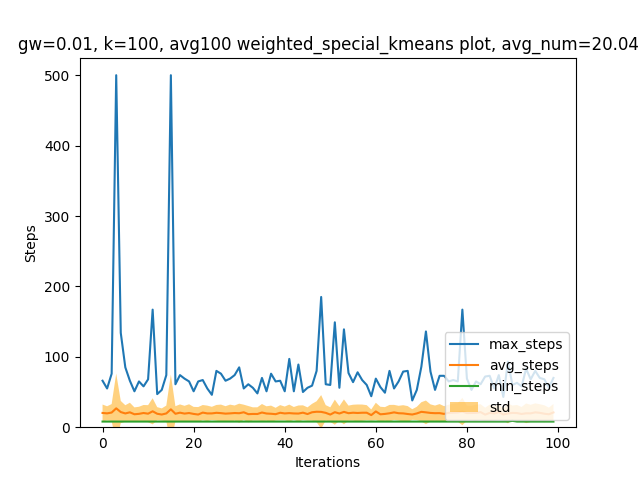 gw=0.01, k=100, avg100 weighted_special_kmeans plot, avg_num=20.04
500
400
300
200
100
0
Steps
0 20 40 60 80 100
Iterations
max_steps
avg_steps
min_steps
std